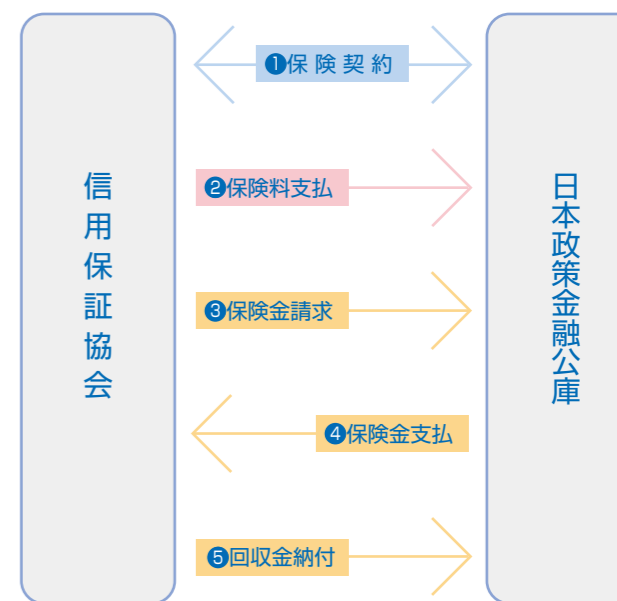 信用保証協会
❶保険契約
❷保険料支払
❸保険金請求
❹保険金支払
❺回収金納付
日本政策金融公庫